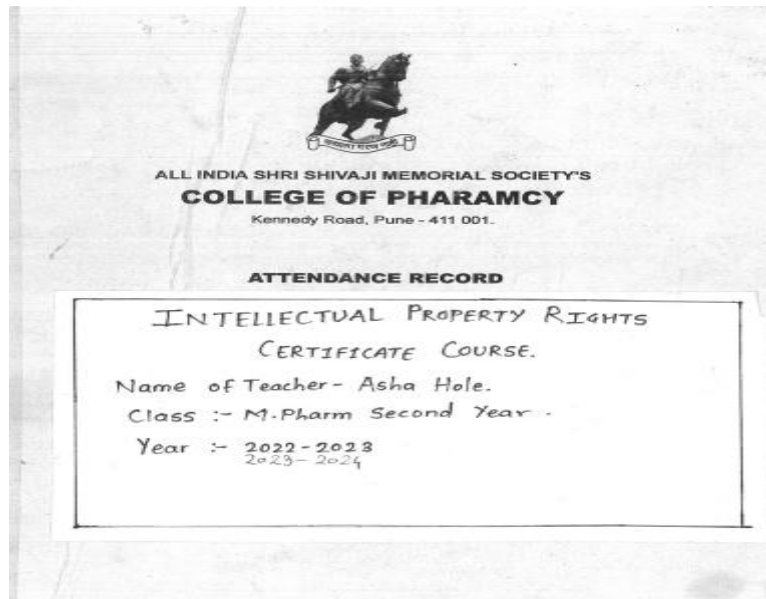 ALL INDIA SHRI SHIVAJI MEMORIAL SOCIETY'S
COLLEGE OF PHARAMCY
Kennedy Road, Pune - 411 001.
ATTENDANCE RECORD
INTELLECTUAL PROPERTY RIGHTS
CERTIFICATE COURSE.
Name of Teacher - Asha Hole.
Class :- M.Pharm Second Year.
Year :- 2022-2023
2023-2024